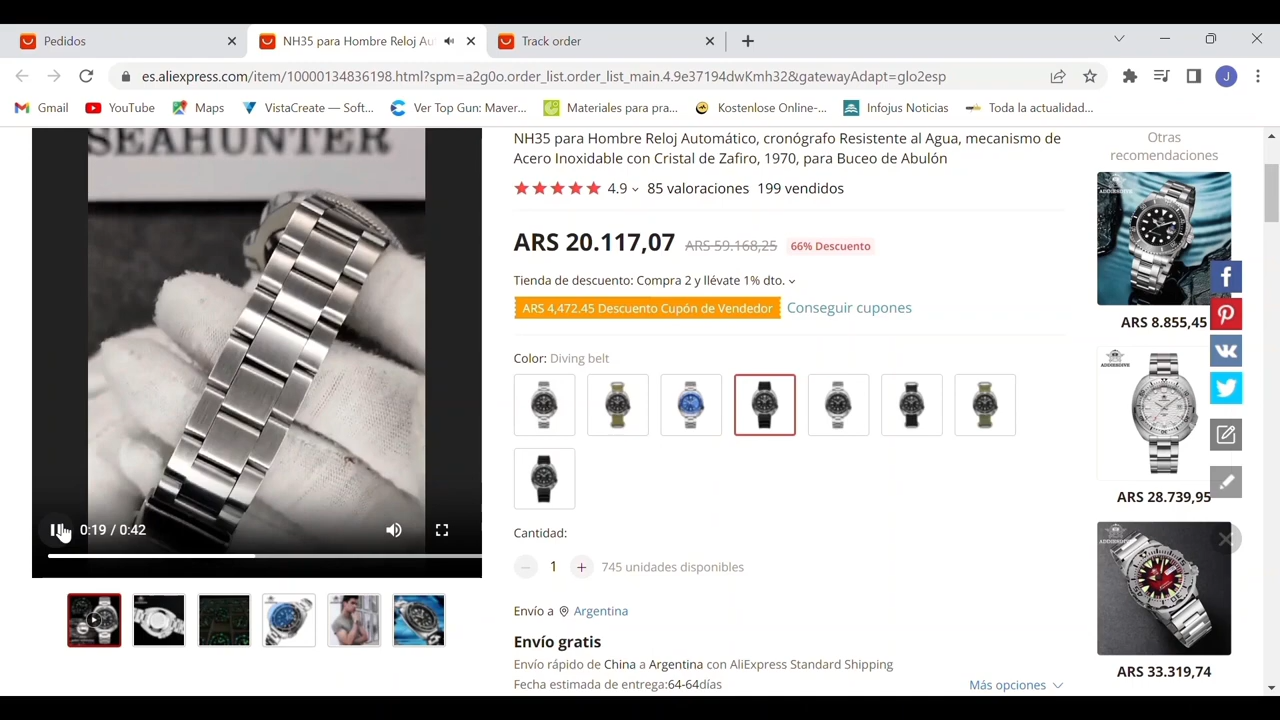 Pedidos
NH35 para Hombre Reloj Au
Track order
es.aliexpress.com/item/10000134836198.html?spm=a2g0o.order_list.order_list_main.4.9e37194dwKmh32&gatewayAdapt=glo2esp
J
Gmail
YouTube
Maps
VistaCreate — Soft...
Ver Top Gun: Maver...
Materiales para pra...
Kostenlose Online-...
Infojus Noticias
Toda la actualidad...
SEAHUNTER
0:19 / 0:42
NH35 para Hombre Reloj Automático, cronógrafo Resistente al Agua, mecanismo de
Acero Inoxidable con Cristal de Zafiro, 1970, para Buceo de Abulón
4.9 85 valoraciones 199 vendidos
ARS 20.117,07 ARS 59.168,25 66% Descuento
Tienda de descuento: Compra 2 y llévate 1% dto.
ARS 4,472.45 Descuento Cupón de Vendedor Conseguir cupones
Color: Diving belt
Cantidad:
1 745 unidades disponibles
Envío a Argentina
Envío gratis
Envío rápido de China a Argentina con AliExpress Standard Shipping
Fecha estimada de entrega:64-64días
Más opciones
Otras
recomendaciones
ADDIESDIVE
ARS 8.855,45
ADDIESDIVE
ARS 28.739,95
ADDIESDIVE
ARS 33.319,74